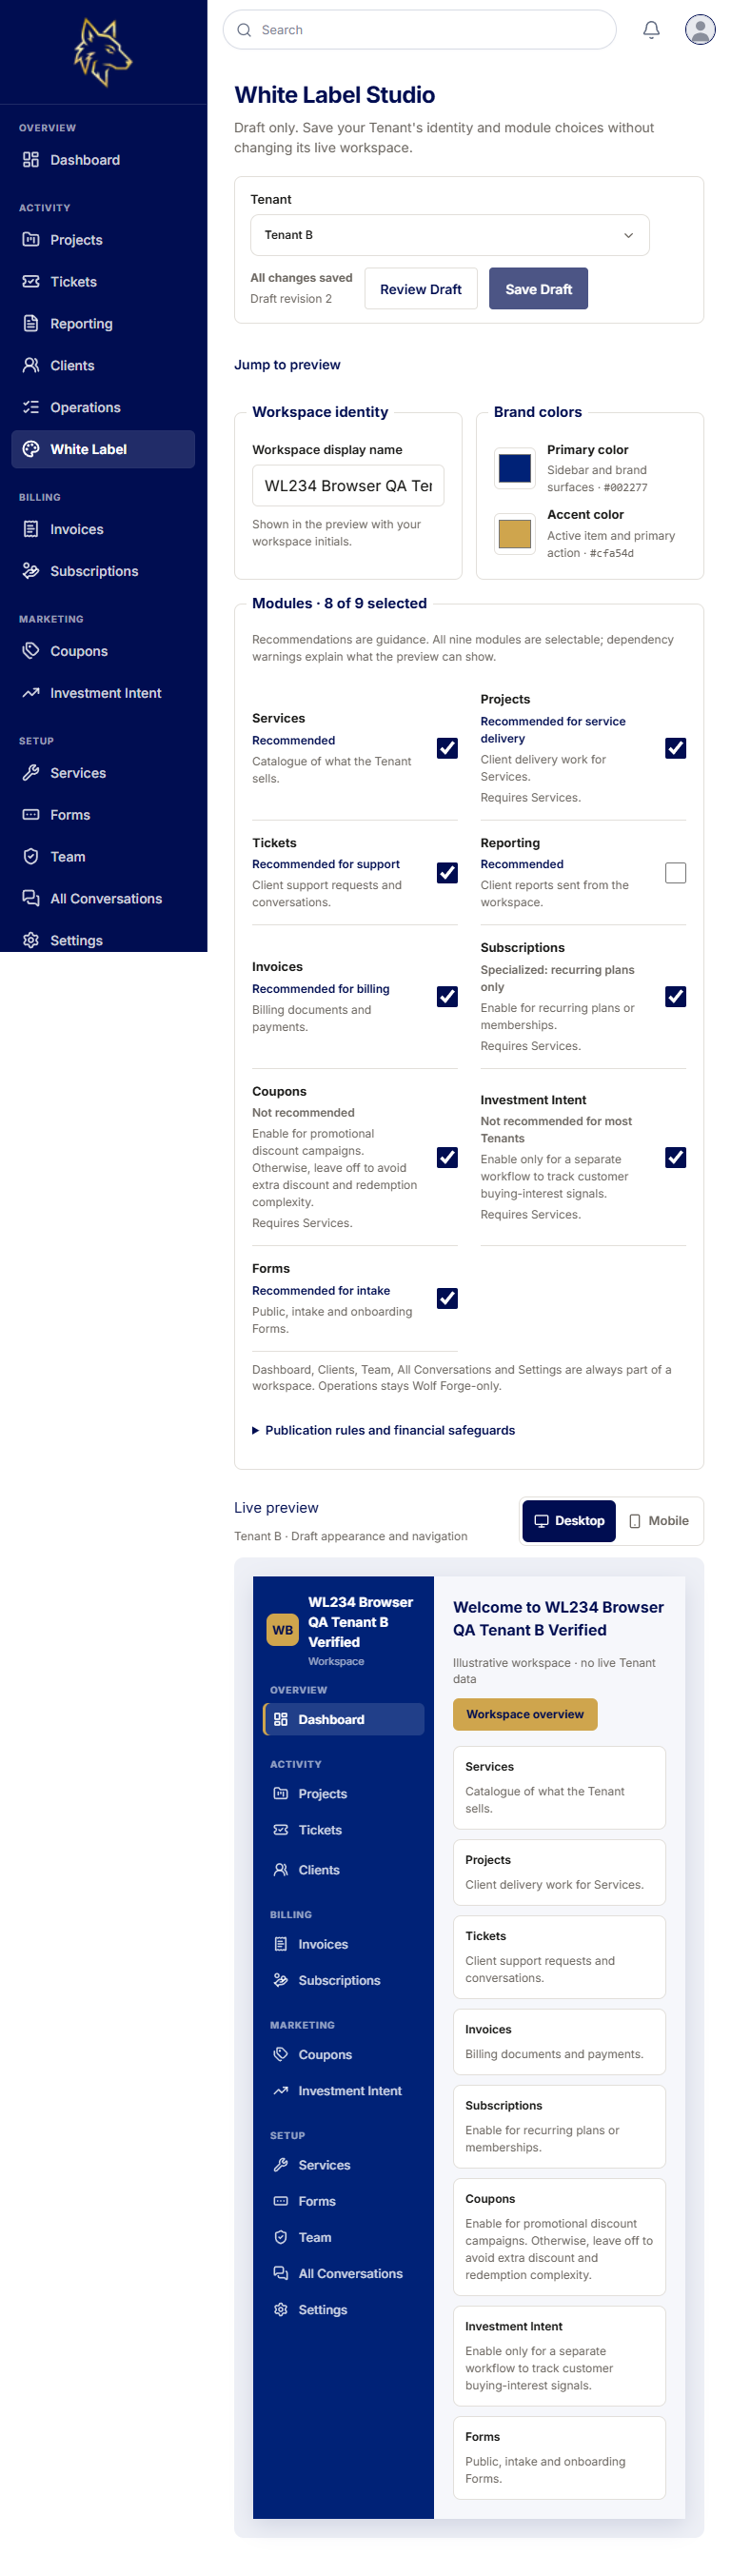 OVERVIEW
Dashboard
ACTIVITY
Projects
Tickets
Reporting
Clients
Operations
White Label
BILLING
Invoices
Subscriptions
MARKETING
Coupons
Investment Intent
SETUP
Services
Forms
Team
All Conversations
Settings
Search
White Label Studio
Draft only. Save your Tenant's identity and module choices without
changing its live workspace.
Tenant
Tenant B
All changes saved
Draft revision 2
Review Draft
Save Draft
Jump to preview
Workspace identity
Workspace display name
WL234 Browser QA Ter
Shown in the preview with your
workspace initials.
Brand colors
Primary color
Sidebar and brand
surfaces · #002277
Accent color
Active item and primary
action · #cfa54d
Modules · 8 of 9 selected
Recommendations are guidance. All nine modules are selectable; dependency
warnings explain what the preview can show.
Services
Recommended
Catalogue of what the Tenant
sells.
Projects
Recommended for service
delivery
Client delivery work for
Services.
Requires Services.
Tickets
Recommended for support
Client support requests and
conversations.
Reporting
Recommended
Client reports sent from the
workspace.
Invoices
Recommended for billing
Billing documents and
payments.
Subscriptions
Specialized: recurring plans
only
Enable for recurring plans or
memberships.
Requires Services.
Coupons
Not recommended
Enable for promotional
discount campaigns.
Otherwise, leave off to avoid
extra discount and redemption
complexity.
Requires Services.
Investment Intent
Not recommended for most
Tenants
Enable only for a separate
workflow to track customer
buying-interest signals.
Requires Services.
Forms
Recommended for intake
Public, intake and onboarding
Forms.
Dashboard, Clients, Team, All Conversations and Settings are always part of a
workspace. Operations stays Wolf Forge-only.
Publication rules and financial safeguards
Live preview
Tenant B · Draft appearance and navigation
Desktop
Mobile
WB
WL234 Browser
QA Tenant B
Verified
Workspace
OVERVIEW
Dashboard
ACTIVITY
Projects
Tickets
Clients
BILLING
Invoices
Subscriptions
MARKETING
Coupons
Investment Intent
SETUP
Services
Forms
Team
All Conversations
Settings
Welcome to WL234 Browser
QA Tenant B Verified
Illustrative workspace · no live Tenant
data
Workspace overview
Services
Catalogue of what the Tenant
sells.
Projects
Client delivery work for Services.
Tickets
Client support requests and
conversations.
Invoices
Billing documents and payments.
Subscriptions
Enable for recurring plans or
memberships.
Coupons
Enable for promotional discount
campaigns. Otherwise, leave off to
avoid extra discount and
redemption complexity.
Investment Intent
Enable only for a separate
workflow to track customer
buying-interest signals.
Forms
Public, intake and onboarding
Forms.